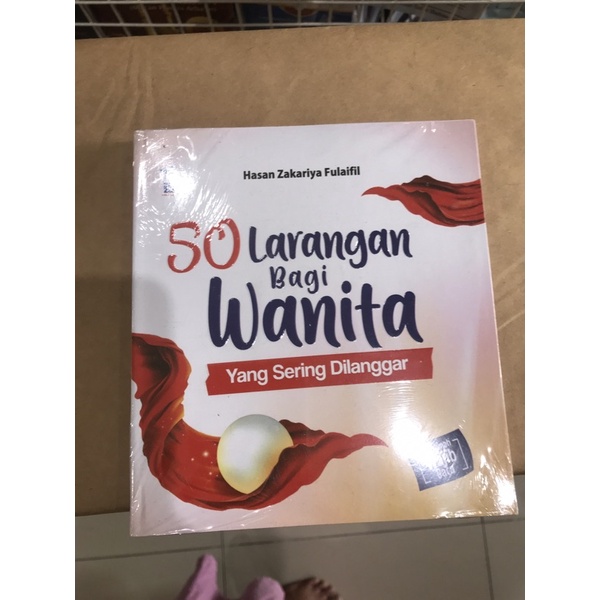 Hasan Zakariya Fulaifil
50 Larangan
Bagi
Wanita
Yang Sering Dilanggar